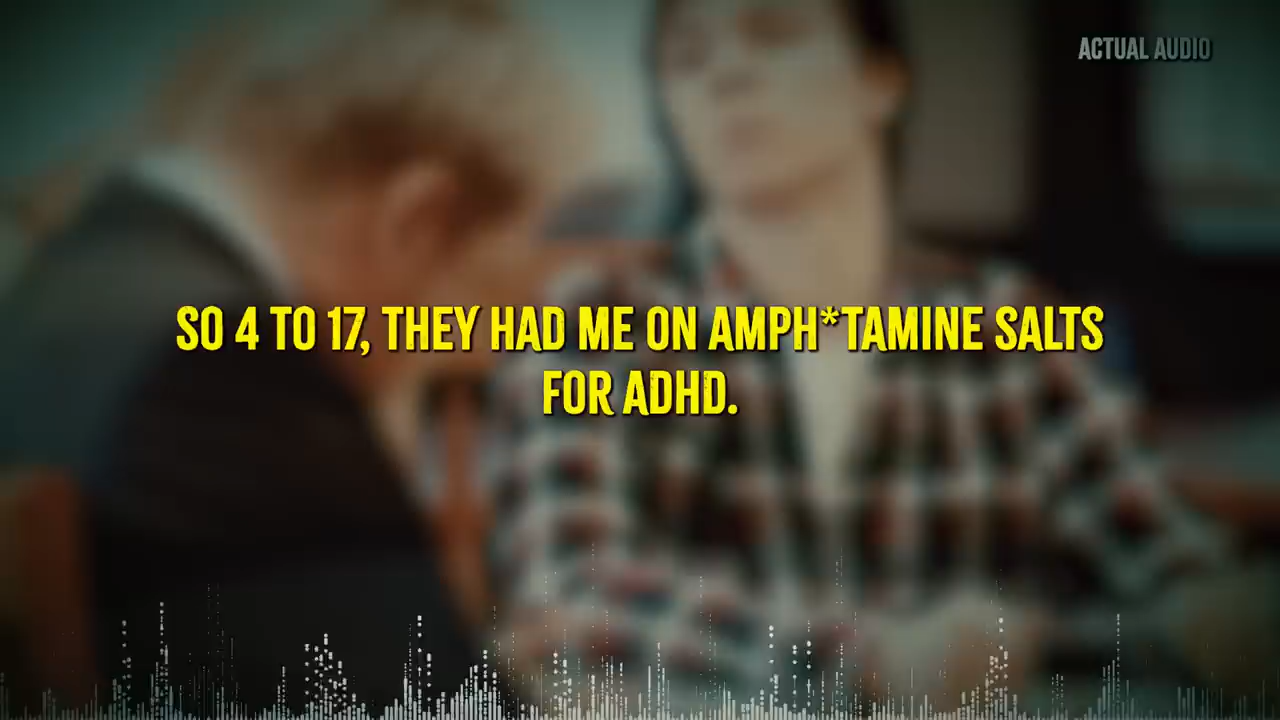 ACTUAL AUDIO
SO 4 TO 17, THEY HAD ME ON AMPH*TAMINE SALTS
FOR ADHD.